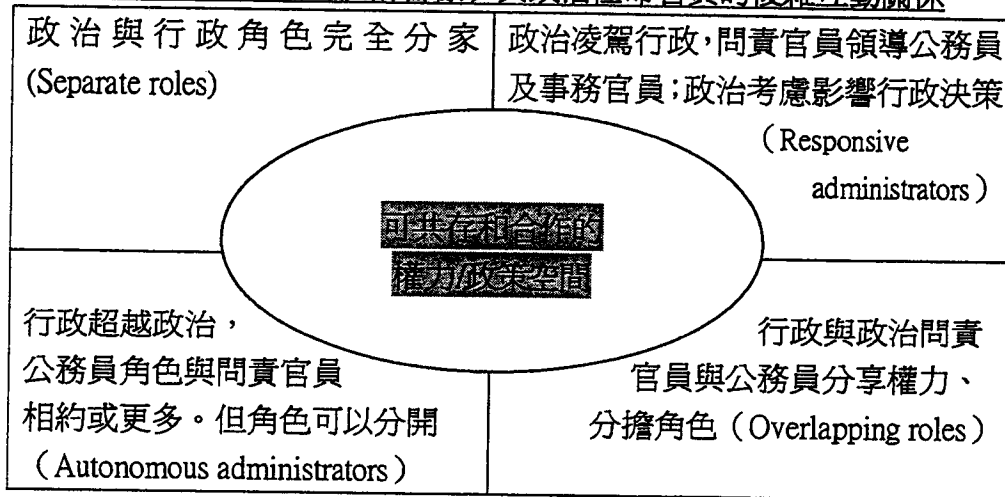 政治與行政角色完全分家
(Separate roles)
政治凌駕行政，問責官員領導公務員
及事務官員；政治考慮影響行政決策
（Responsive
administrators）
可共存和合作的
權力/政策空間
行政超越政治，
公務員角色與問責官員
相約或更多。但角色可以分開
（Autonomous administrators）
行政與政治問責
官員與公務員分享權力、
分擔角色（Overlapping roles）